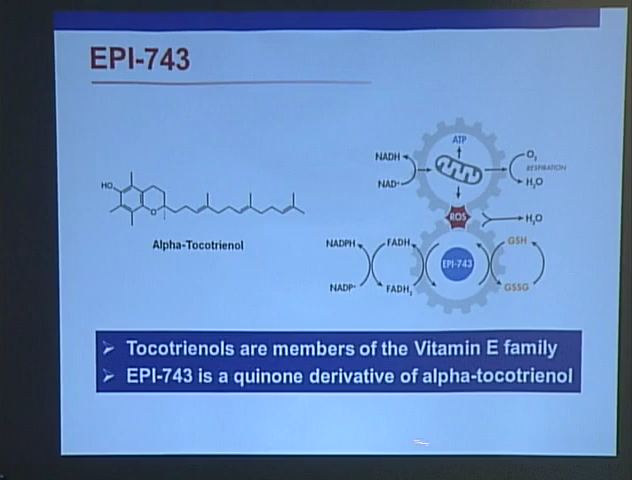 EPI-743
ATP
NADH
O₂
RESPIRATION
NAD⁺
H₂O
HO
O
ROS
H₂O
Alpha-Tocotrienol
NADPH
FADH
GSH
EPI-743
NADP⁺
FADH₂
GSSG
➢ Tocotrienols are members of the Vitamin E family
➢ EPI-743 is a quinone derivative of alpha-tocotrienol